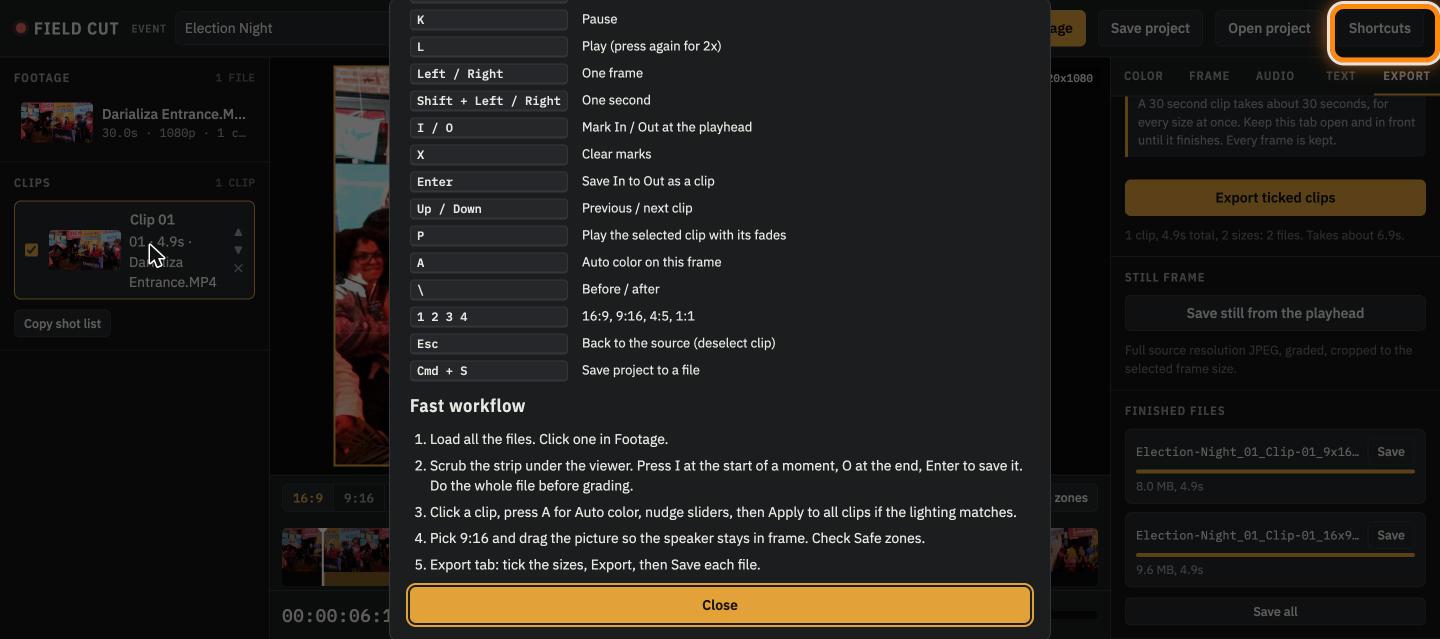 FIELD CUT
EVENT
Election Night
age
Save project
Open project
Shortcuts
FOOTAGE
1 FILE
Darializa Entrance.M…
30.0s · 1080p · 1 c…
CLIPS
1 CLIP
Clip 01
01 · 4.9s ·
Entrance.MP4
Copy shot list
16:9
9:16
zones
00:00:06:1
K Pause
L Play (press again for 2x)
Left / Right One frame
Shift + Left / Right One second
I / O Mark In / Out at the playhead
X Clear marks
Enter Save In to Out as a clip
Up / Down Previous / next clip
P Play the selected clip with its fades
A Auto color on this frame
\ Before / after
1 2 3 4 16:9, 9:16, 4:5, 1:1
Esc Back to the source (deselect clip)
Cmd + S Save project to a file
Fast workflow
1. Load all the files. Click one in Footage.
2. Scrub the strip under the viewer. Press I at the start of a moment, O at the end, Enter to save it.
Do the whole file before grading.
3. Click a clip, press A for Auto color, nudge sliders, then Apply to all clips if the lighting matches.
4. Pick 9:16 and drag the picture so the speaker stays in frame. Check Safe zones.
5. Export tab: tick the sizes, Export, then Save each file.
Close
20x1080
COLOR FRAME AUDIO TEXT EXPORT
A 30 second clip takes about 30 seconds, for
every size at once. Keep this tab open and in front
until it finishes. Every frame is kept.
Export ticked clips
1 clip, 4.9s total, 2 sizes: 2 files. Takes about 6.9s.
STILL FRAME
Save still from the playhead
Full source resolution JPEG, graded, cropped to the
selected frame size.
FINISHED FILES
Election-Night_01_Clip-01_9x16…
Save
8.0 MB, 4.9s
Election-Night_01_Clip-01_16x9…
Save
9.6 MB, 4.9s
Save all